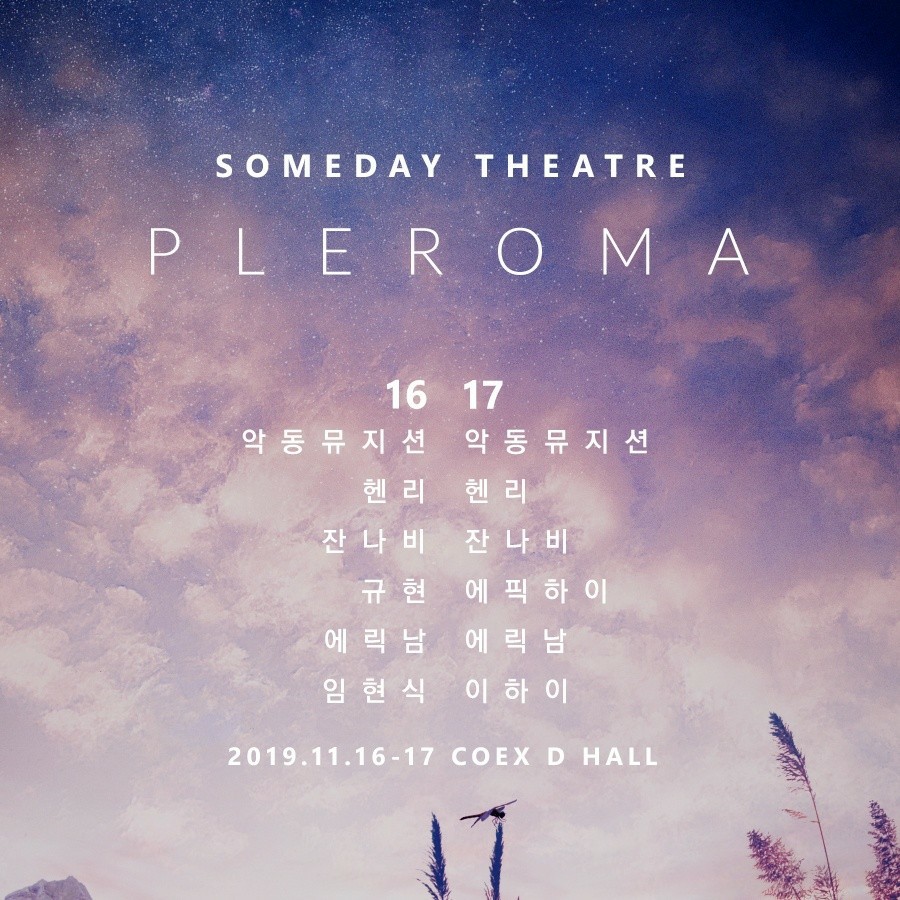 SOMEDAY THEATRE
PLEROMA
16 17
악동뮤지션 악동뮤지션
헨리 헨리
잔나비 잔나비
규현 에픽하이
에릭남 에릭남
임현식 이하이
2019.11.16-17 COEX D HALL